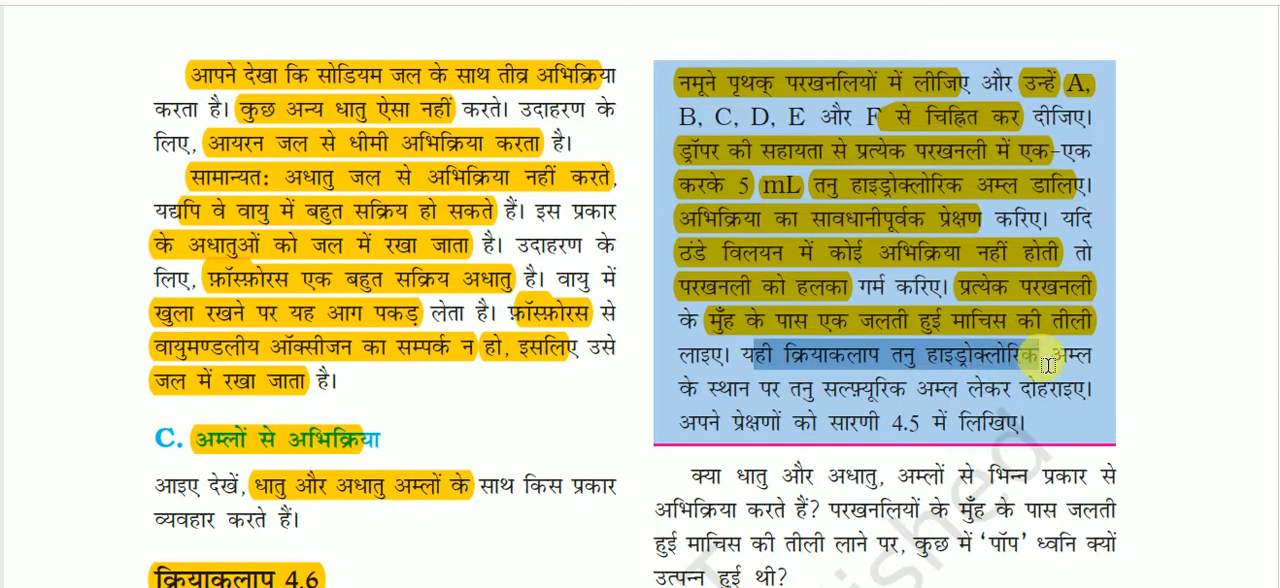 आपने देखा कि सोडियम जल के साथ तीव्र अभिक्रिया
करता है। कुछ अन्य धातु ऐसा नहीं करते। उदाहरण के
लिए, आयरन जल से धीमी अभिक्रिया करता है।
सामान्यत: अधातु जल से अभिक्रिया नहीं करते,
यद्यपि वे वायु में बहुत सक्रिय हो सकते हैं। इस प्रकार
के अधातुओं को जल में रखा जाता है। उदाहरण के
लिए, फ़ॉस्फ़ोरस एक बहुत सक्रिय अधातु है। वायु में
खुला रखने पर यह आग पकड़ लेता है। फ़ॉस्फ़ोरस से
वायुमण्डलीय ऑक्सीजन का सम्पर्क न हो, इसलिए उसे
जल में रखा जाता है।
C. अम्लों से अभिक्रिया
आइए देखें, धातु और अधातु अम्लों के साथ किस प्रकार
व्यवहार करते हैं।
क्रियाकलाप 4.6
नमूने पृथक् परखनलियों में लीजिए और उन्हें A,
B, C, D, E और F से चिह्नित कर दीजिए।
ड्रॉपर की सहायता से प्रत्येक परखनली में एक-एक
करके 5 mL तनु हाइड्रोक्लोरिक अम्ल डालिए।
अभिक्रिया का सावधानीपूर्वक प्रेक्षण करिए। यदि
ठंडे विलयन में कोई अभिक्रिया नहीं होती तो
परखनली को हलका गर्म करिए। प्रत्येक परखनली
के मुँह के पास एक जलती हुई माचिस की तीली
लाइए। यही क्रियाकलाप तनु हाइड्रोक्लोरिक अम्ल
के स्थान पर तनु सल्फ़्यूरिक अम्ल लेकर दोहराइए।
अपने प्रेक्षणों को सारणी 4.5 में लिखिए।
क्या धातु और अधातु, अम्लों से भिन्न प्रकार से
अभिक्रिया करते हैं? परखनलियों के मुँह के पास जलती
हुई माचिस की तीली लाने पर, कुछ में ‘पॉप’ ध्वनि क्यों
उत्पन्न हुई थी?